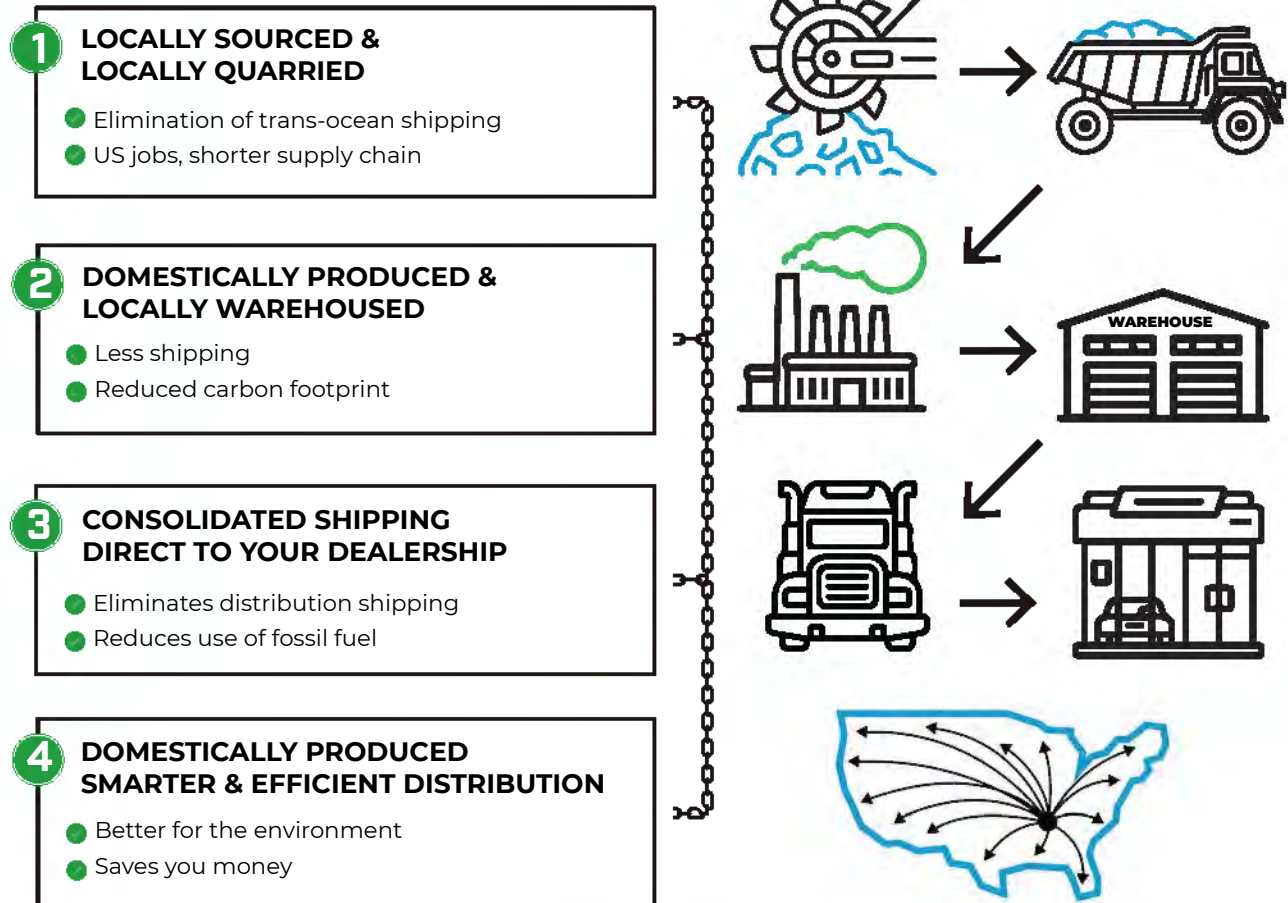 1
LOCALLY SOURCED &
LOCALLY QUARRIED
Elimination of trans-ocean shipping
US jobs, shorter supply chain
2
DOMESTICALLY PRODUCED &
LOCALLY WAREHOUSED
Less shipping
Reduced carbon footprint
WAREHOUSE
3
CONSOLIDATED SHIPPING
DIRECT TO YOUR DEALERSHIP
Eliminates distribution shipping
Reduces use of fossil fuel
4
DOMESTICALLY PRODUCED
SMARTER & EFFICIENT DISTRIBUTION
Better for the environment
Saves you money